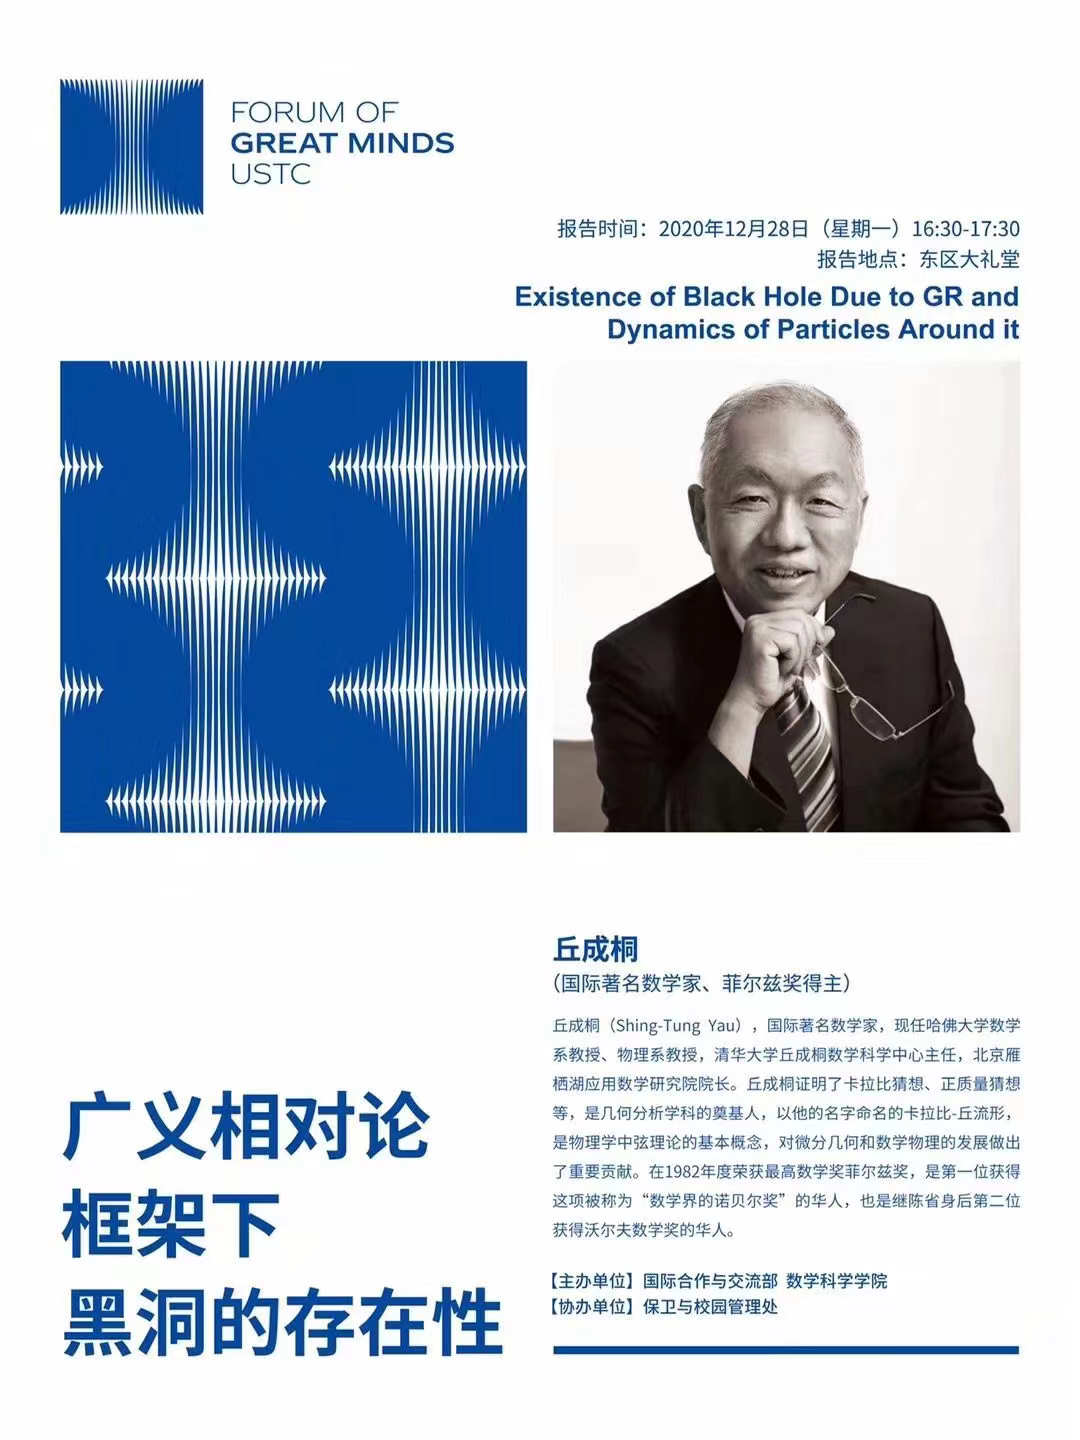 FORUM OF
GREAT MINDS
USTC
报告时间：2020年12月28日（星期一）16:30-17:30
报告地点：东区大礼堂
Existence of Black Hole Due to GR and
Dynamics of Particles Around it
丘成桐
（国际著名数学家、菲尔兹奖得主）
丘成桐（Shing-Tung Yau），国际著名数学家，现任哈佛大学数学
系教授、物理系教授，清华大学丘成桐数学科学中心主任，北京雁
栖湖应用数学研究院院长。丘成桐证明了卡拉比猜想、正质量猜想
等，是几何分析学科的奠基人，以他的名字命名的卡拉比-丘流形，
是物理学中弦理论的基本概念，对微分几何和数学物理的发展做出
了重要贡献。在1982年度荣获最高数学奖菲尔兹奖，是第一位获得
这项被称为“数学界的诺贝尔奖”的华人，也是继陈省身后第二位
获得沃尔夫数学奖的华人。
【主办单位】国际合作与交流部 数学科学学院
【协办单位】保卫与校园管理处
广义相对论
框架下
黑洞的存在性